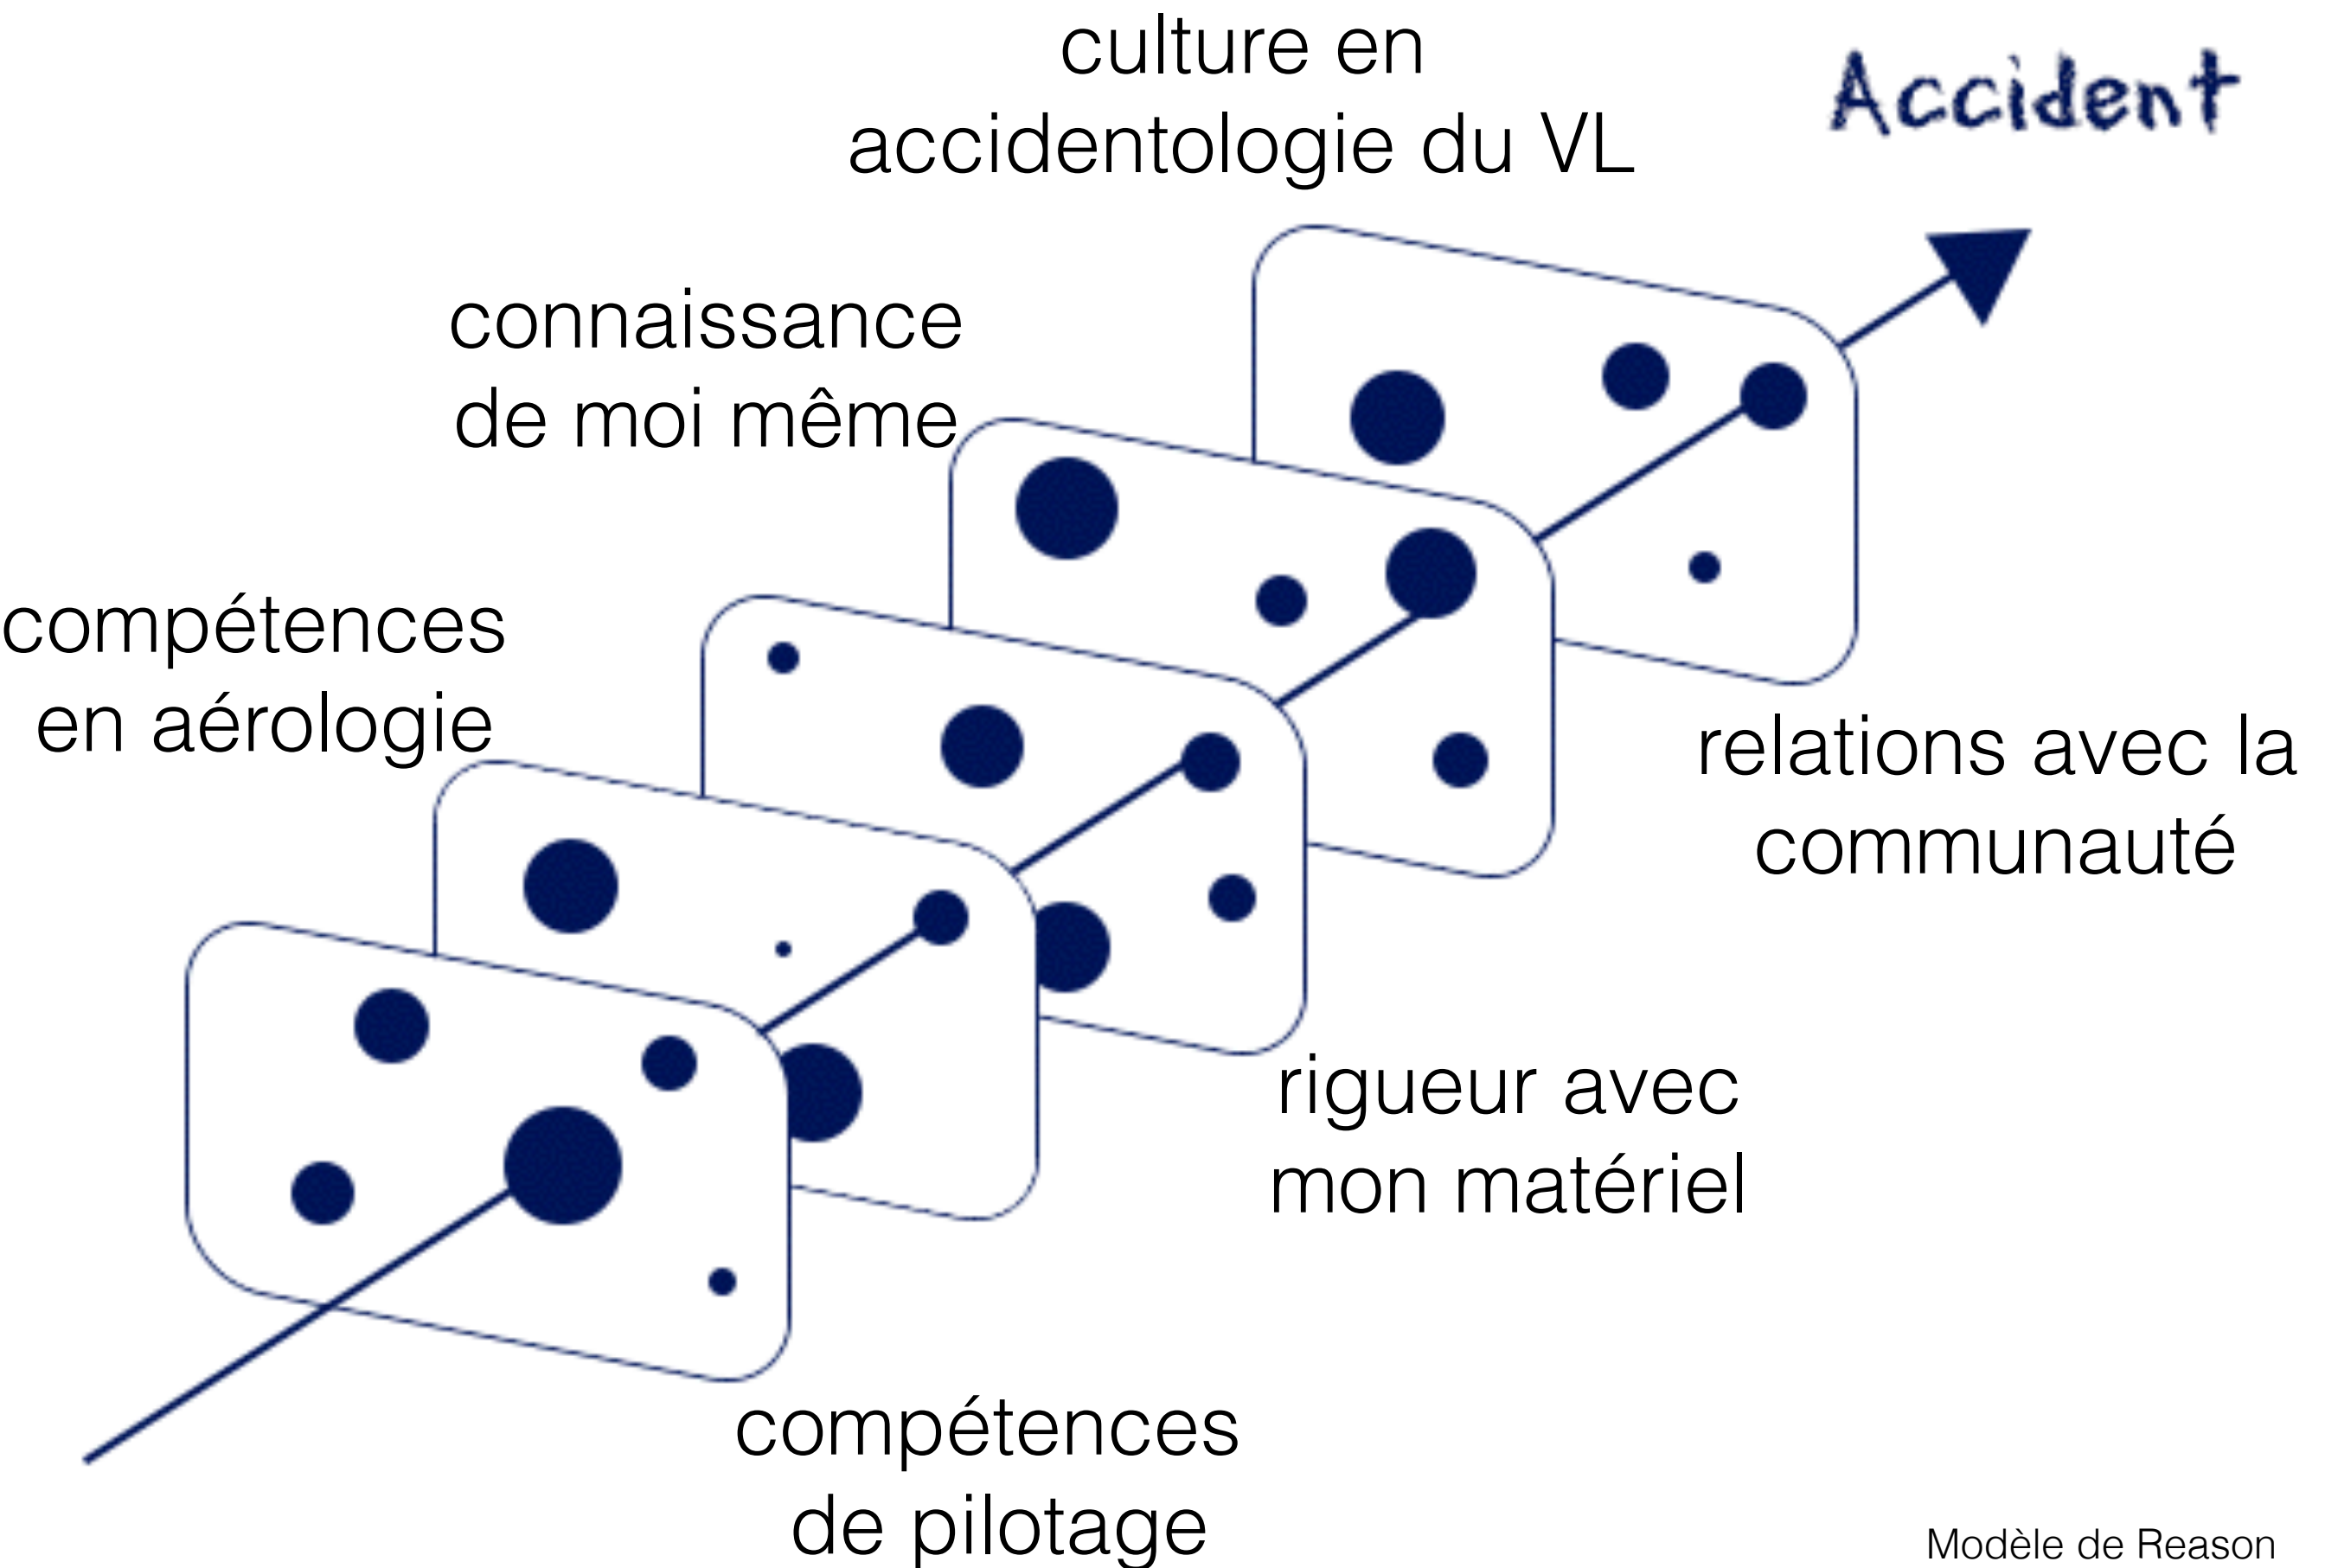 culture en
accidentologie du VL
Accident
connaissance
de moi même
compétences
en aérologie
relations avec la
communauté
rigueur avec
mon matériel
compétences
de pilotage
Modèle de Reason